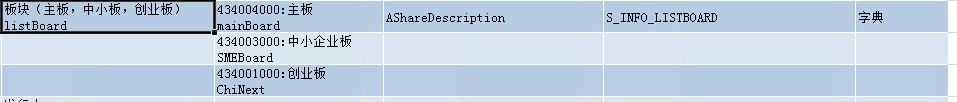 板块（主板，中小板，创业板）
listBoard
434004000:主板
mainBoard
AShareDescription
S_INFO_LISTBOARD
字典
434003000:中小企业板
SMEBoard
434001000:创业板
ChiNext